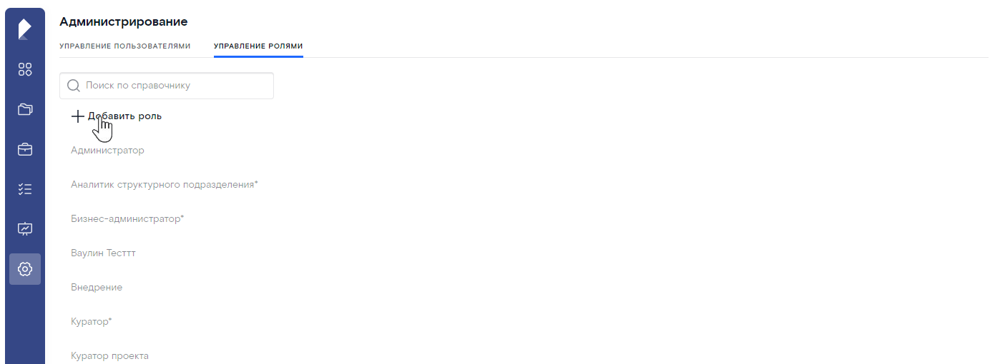 Администрирование
УПРАВЛЕНИЕ ПОЛЬЗОВАТЕЛЯМИ УПРАВЛЕНИЕ РОЛЯМИ
Поиск по справочнику
Добавить роль
Администратор
Аналитик структурного подразделения*
Бизнес-администратор*
Ваулин Тесттт
Внедрение
Куратор*
Куратор проекта